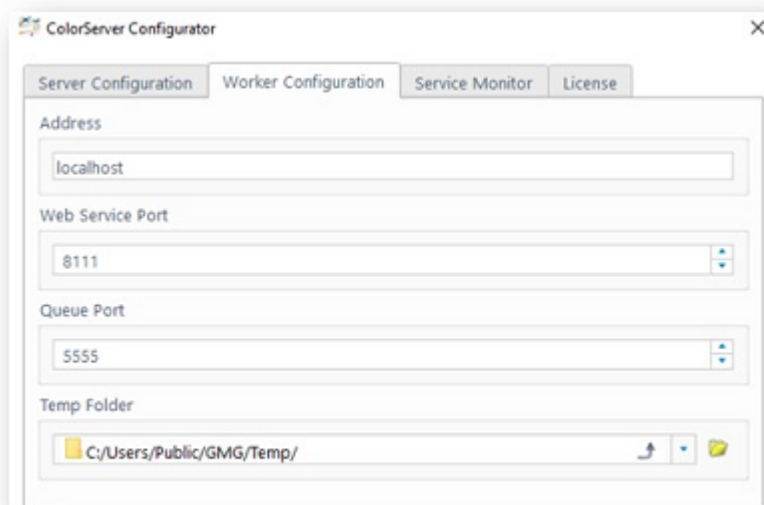 ColorServer Configurator
Server Configuration Worker Configuration Service Monitor License
Address
localhost
Web Service Port
8111
Queue Port
5555
Temp Folder
C:/Users/Public/GMG/Temp/